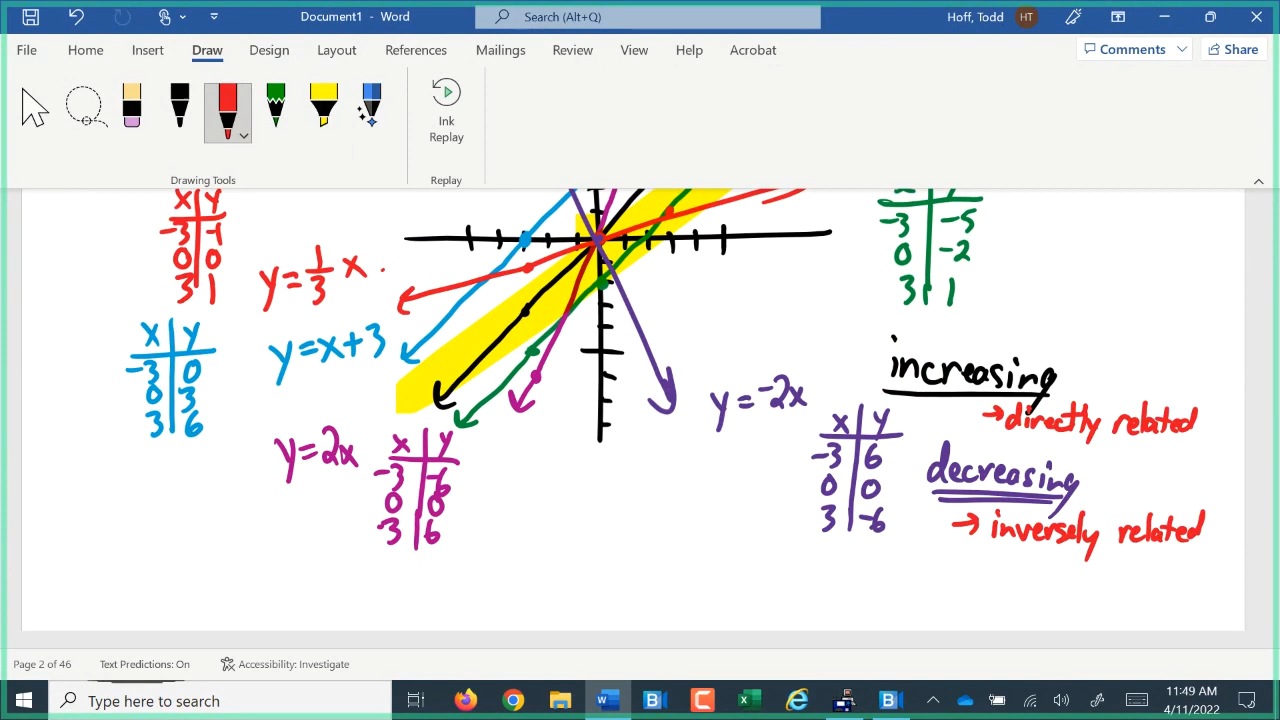 Document1 - Word
Search (Alt+Q)
Hoff, Todd
HT
File Home Insert Draw Design Layout References Mailings Review View Help Acrobat
Comments
Share
Ink
Replay
Drawing Tools
Replay
x y
-3 -1
0 0
3 1
y=1/3x
-3 -5
0 -2
3 1
x y
-3 0
0 3
3 6
y=x+3
increasing
→directly related
y=-2x
x y
-3 6
0 0
3 -6
decreasing
→ inversely related
y=2x
x y
-3 -6
0 0
3 6
Page 2 of 46
Text Predictions: On
Accessibility: Investigate
Type here to search
11:49 AM
4/11/2022